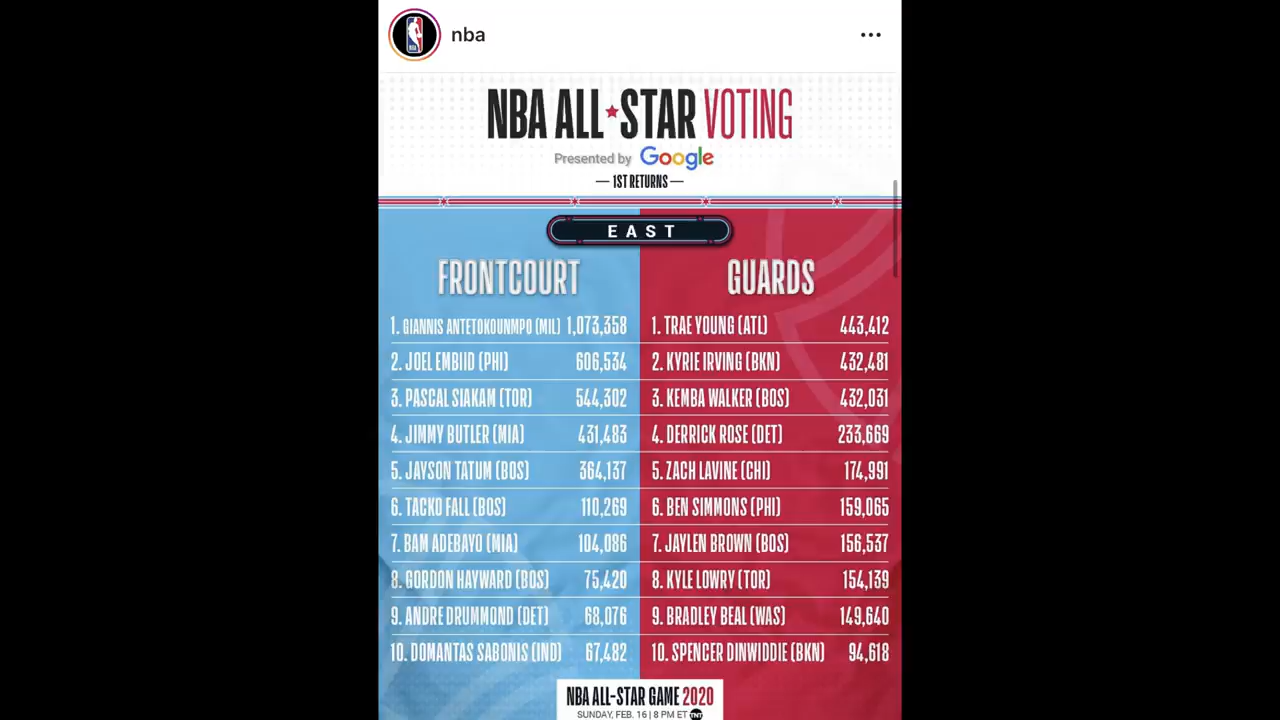 nba
NBA ALL★STAR VOTING
Presented by Google
— 1ST RETURNS —
EAST
FRONTCOURT
1. GIANNIS ANTETOKOUNMPO (MIL) 1,073,358
2. JOEL EMBIID (PHI) 606,534
3. PASCAL SIAKAM (TOR) 544,302
4. JIMMY BUTLER (MIA) 431,483
5. JAYSON TATUM (BOS) 364,137
6. TACKO FALL (BOS) 110,269
7. BAM ADEBAYO (MIA) 104,086
8. GORDON HAYWARD (BOS) 75,420
9. ANDRE DRUMMOND (DET) 68,076
10. DOMANTAS SABONIS (IND) 67,482
GUARDS
1. TRAE YOUNG (ATL) 443,412
2. KYRIE IRVING (BKN) 432,481
3. KEMBA WALKER (BOS) 432,031
4. DERRICK ROSE (DET) 233,669
5. ZACH LAVINE (CHI) 174,991
6. BEN SIMMONS (PHI) 159,065
7. JAYLEN BROWN (BOS) 156,537
8. KYLE LOWRY (TOR) 154,139
9. BRADLEY BEAL (WAS) 149,640
10. SPENCER DINWIDDIE (BKN) 94,618
NBA ALL-STAR GAME 2020
SUNDAY, FEB. 16 | 8 PM ET TNT